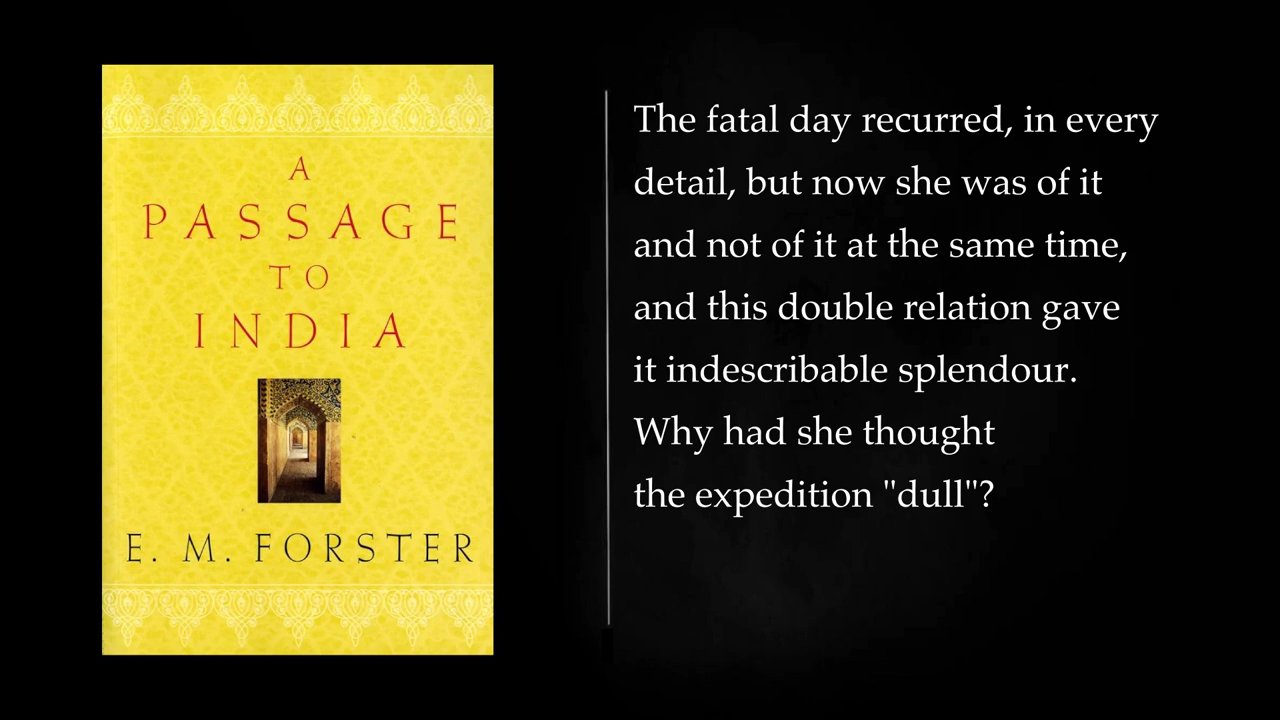 A
PASSAGE
TO
INDIA
E. M. FORSTER
The fatal day recurred, in every
detail, but now she was of it
and not of it at the same time,
and this double relation gave
it indescribable splendour.
Why had she thought
the expedition "dull"?